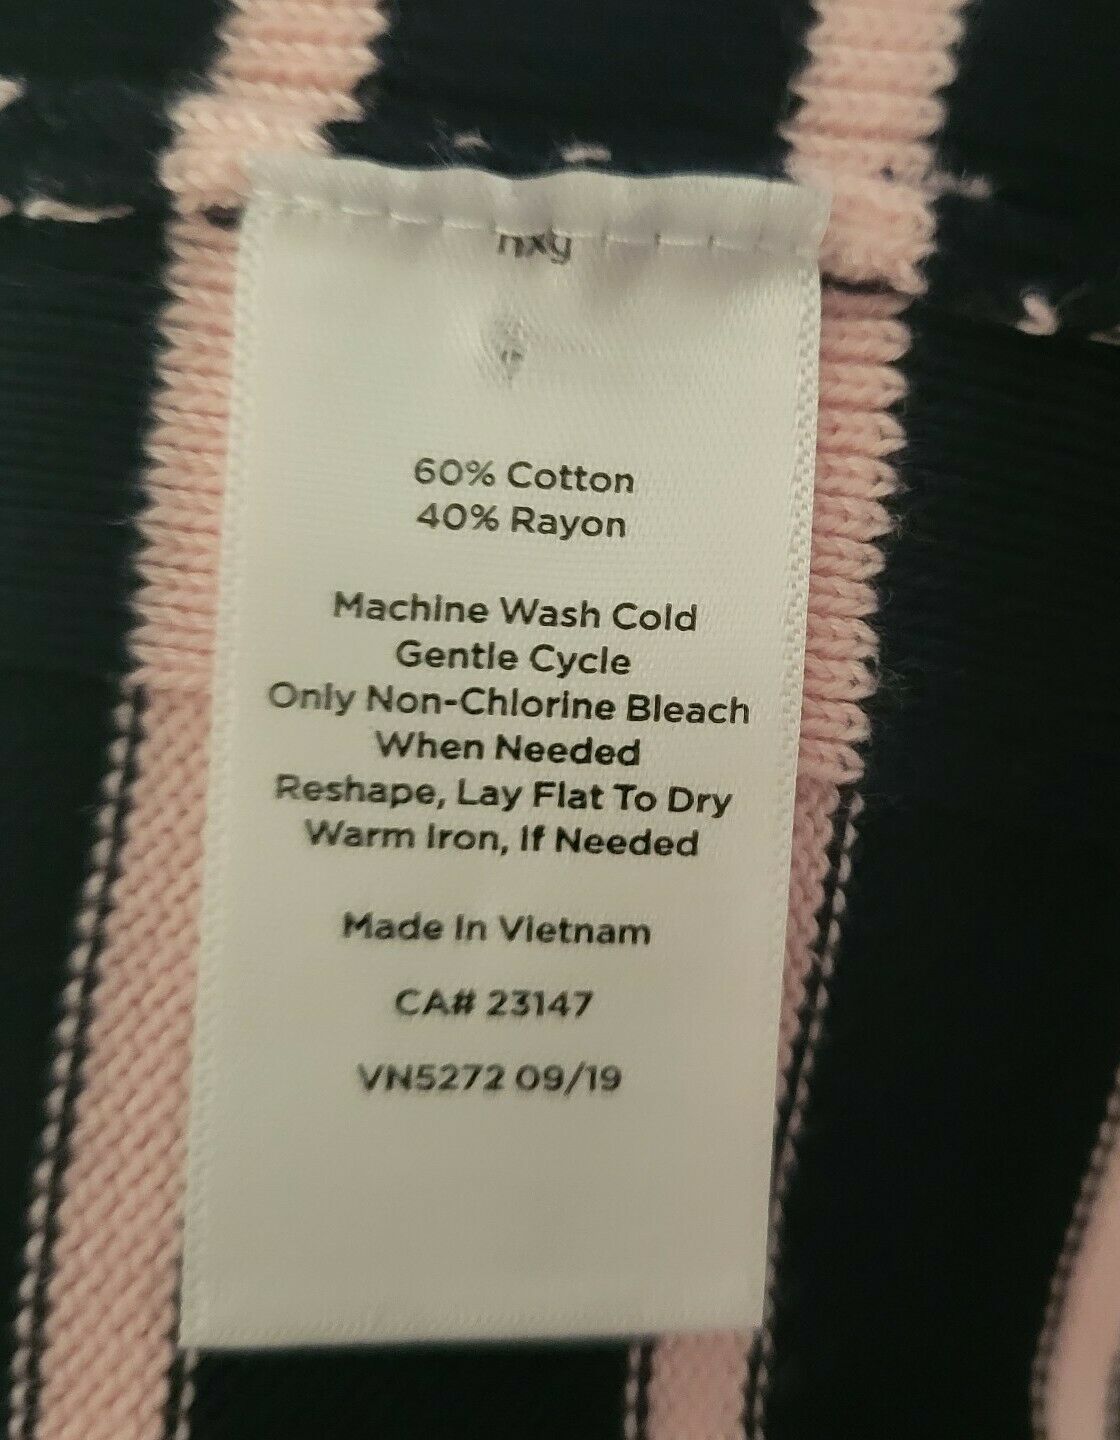 60% Cotton
40% Rayon
Machine Wash Cold
Gentle Cycle
Only Non-Chlorine Bleach
When Needed
Reshape, Lay Flat To Dry
Warm Iron, If Needed
Made In Vietnam
CA# 23147
VN5272 09/19